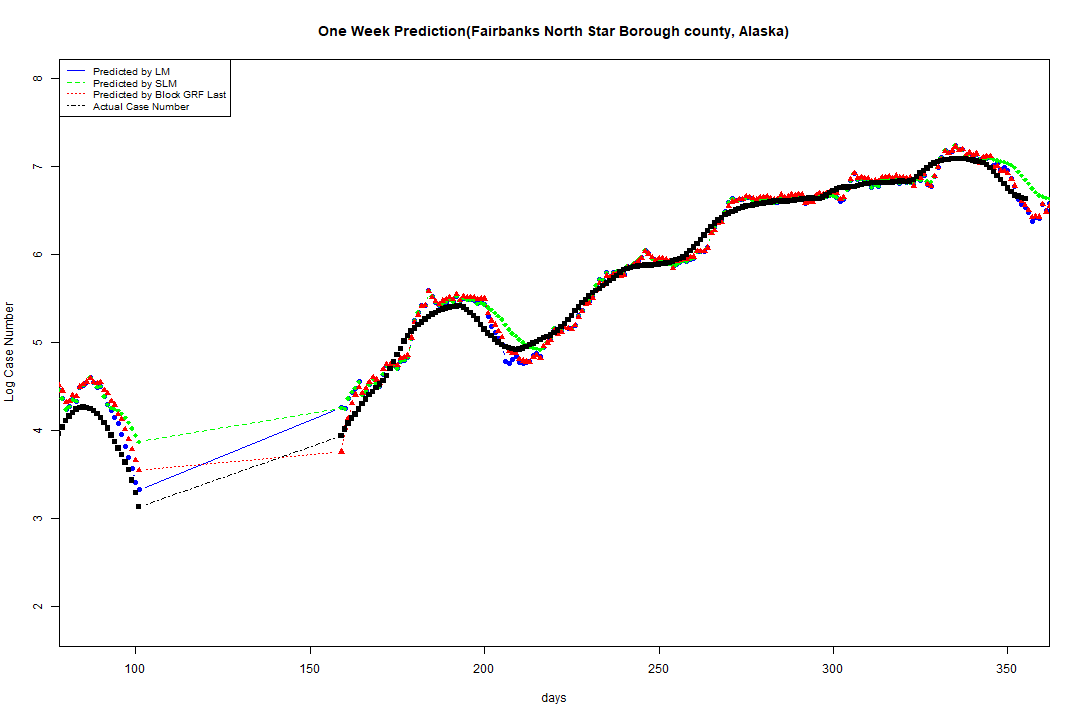 One Week Prediction(Fairbanks North Star Borough county, Alaska)
Predicted by LM
Predicted by SLM
Predicted by Block GRF Last
Actual Case Number
8
7
6
5
4
3
2
Log Case Number
100 150 200 250 300 350
days